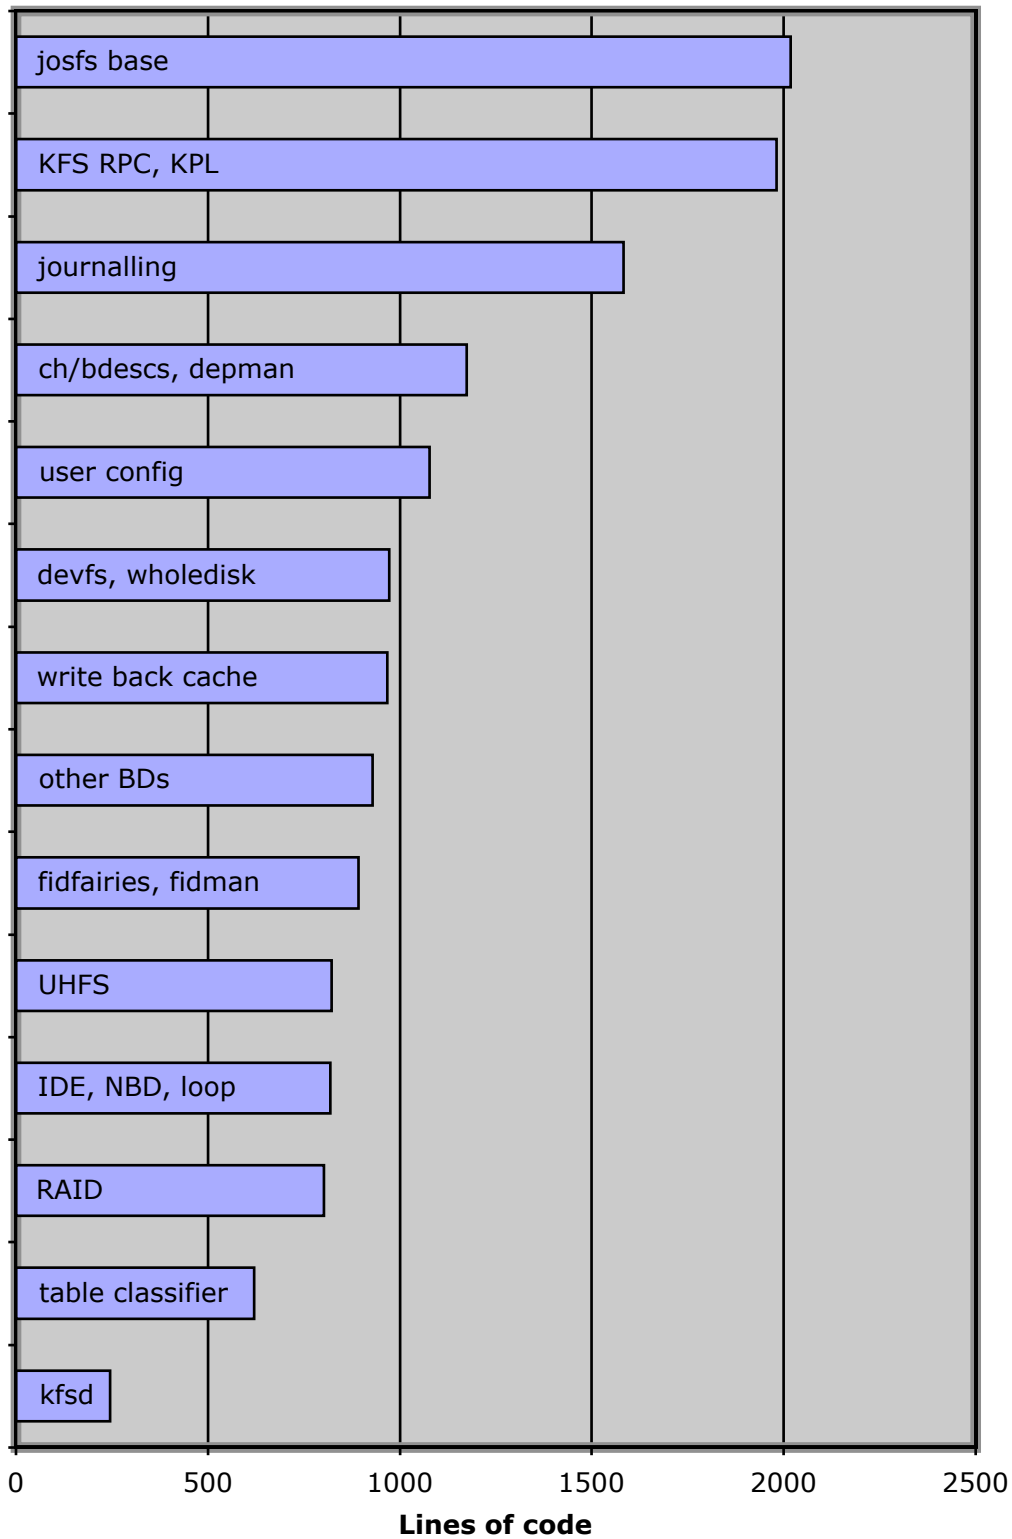 josfs base
KFS RPC, KPL
journalling
ch/bdescs, depman
user config
devfs, wholedisk
write back cache
other BDs
fidfairies, fidman
UHFS
IDE, NBD, loop
RAID
table classifier
kfsd
0 500 1000 1500 2000 2500
Lines of code